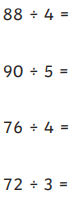 88 ÷ 4 =
90 ÷ 5 =
76 ÷ 4 =
72 ÷ 3 =